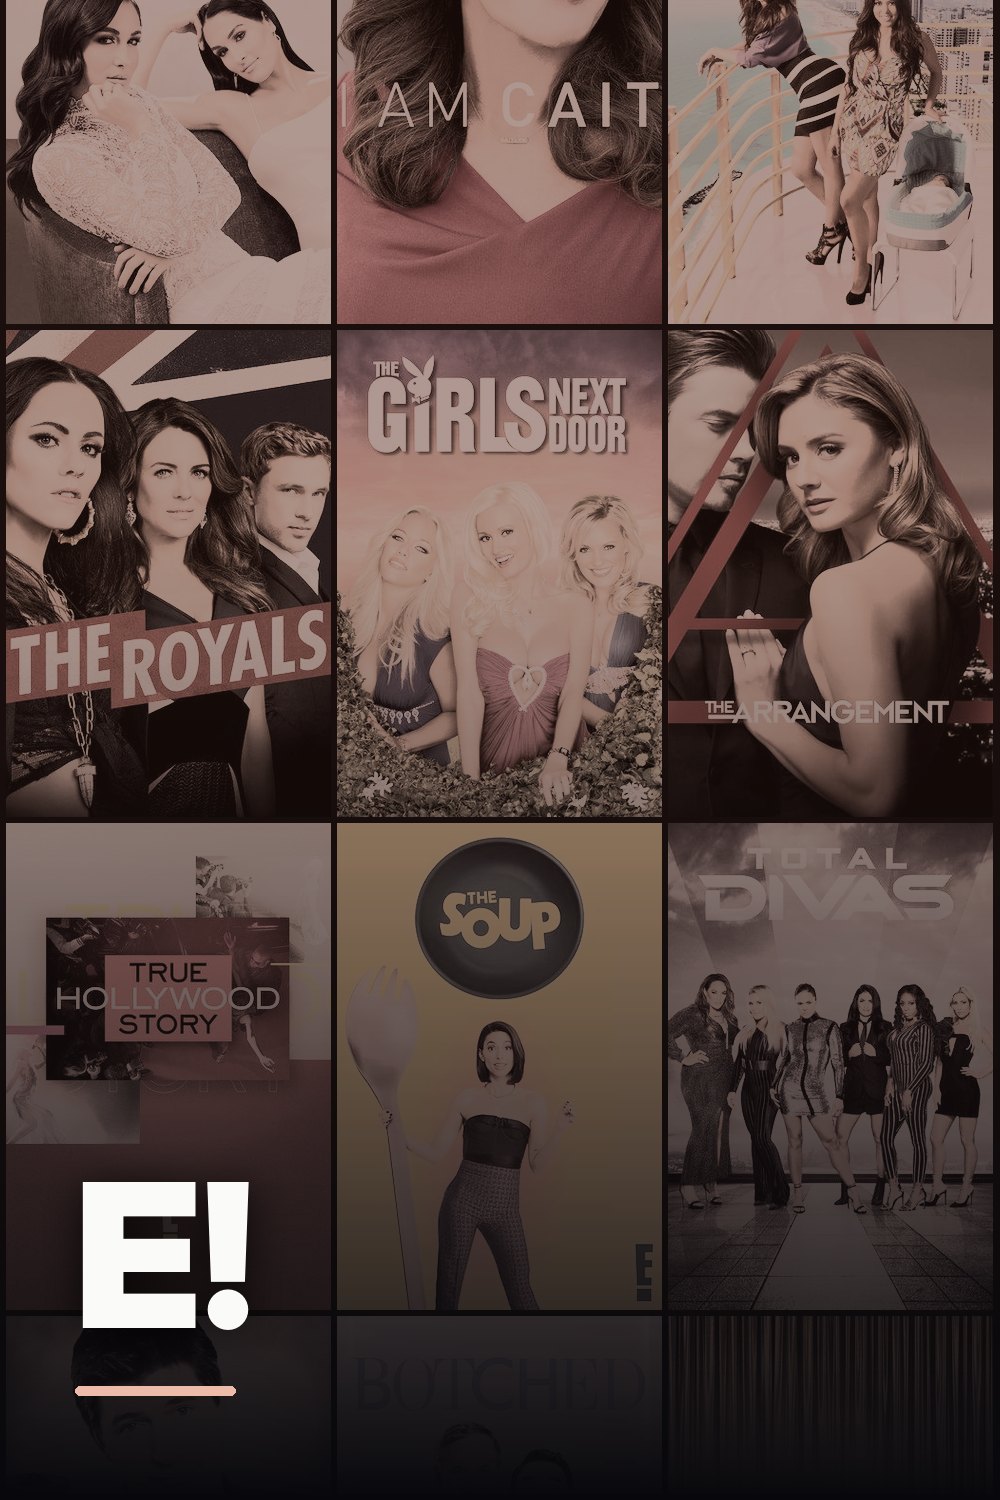 I AM CAIT
THE
GiRLS NEXT
DOOR
THE ROYALS
THE ARRANGEMENT
TRUE
HOLLYWOOD
STORY
THE
SOUP
E!
TOTAL
DIVAS
E!
BOTCHED